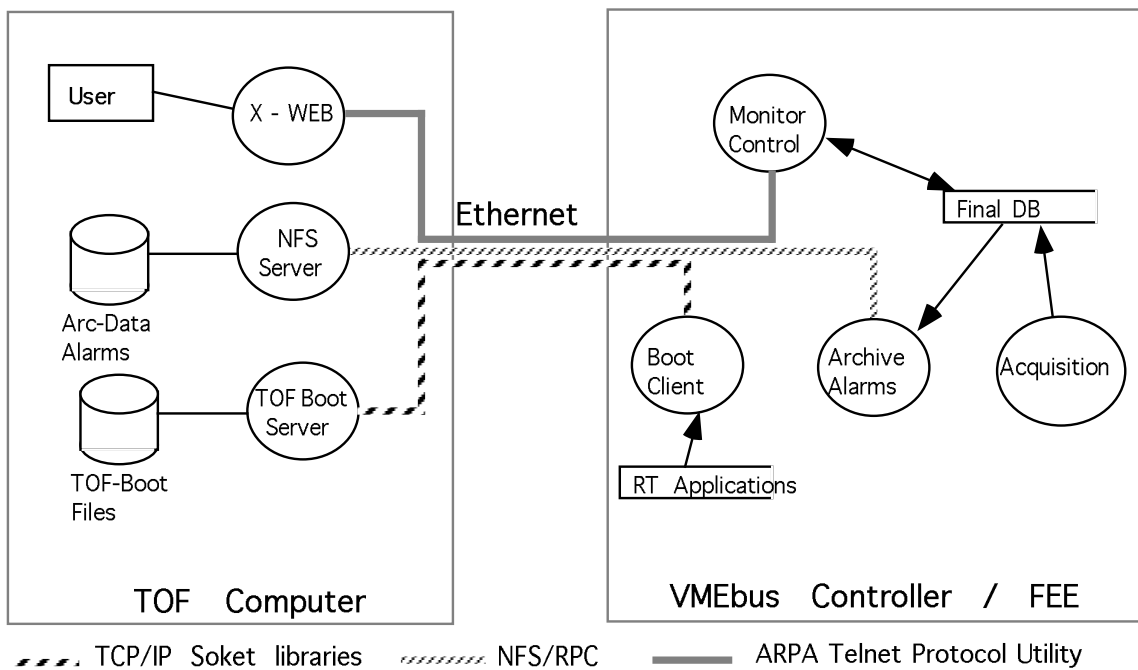 User
X - WEB
NFS
Server
Arc-Data
Alarms
TOF Boot
Server
TOF-Boot
Files
TOF Computer
Ethernet
Monitor
Control
Final DB
Boot
Client
Archive
Alarms
Acquisition
RT Applications
VMEbus Controller / FEE
TCP/IP Soket libraries
NFS/RPC
ARPA Telnet Protocol Utility